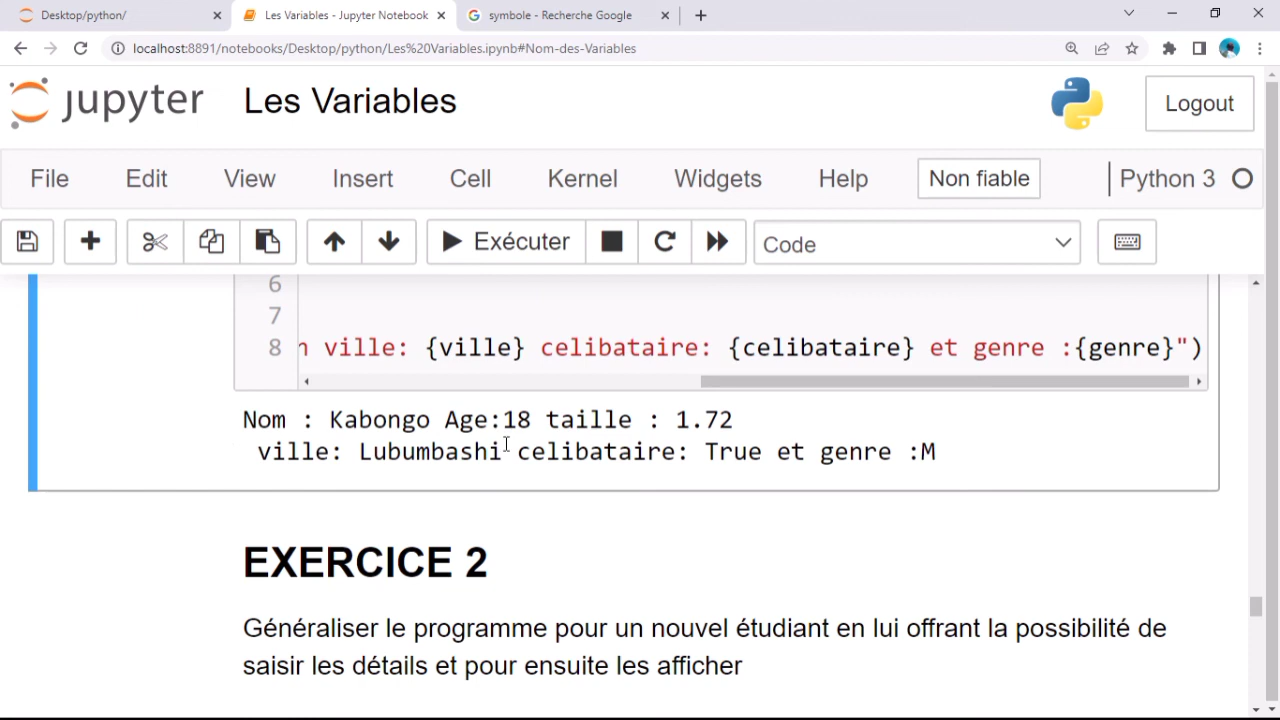 Desktop/python/
Les Variables - Jupyter Notebook
symbole - Recherche Google
localhost:8891/notebooks/Desktop/python/Les%20Variables.ipynb#Nom-des-Variables
jupyter Les Variables
Logout
File Edit View Insert Cell Kernel Widgets Help Non fiable Python 3
Exécuter Code
6
7
8 ville: {ville} celibataire: {celibataire} et genre :{genre}")
Nom : Kabongo Age:18 taille : 1.72
ville: Lubumbashi celibataire: True et genre :M
EXERCICE 2
Généraliser le programme pour un nouvel étudiant en lui offrant la possibilité de
saisir les détails et pour ensuite les afficher